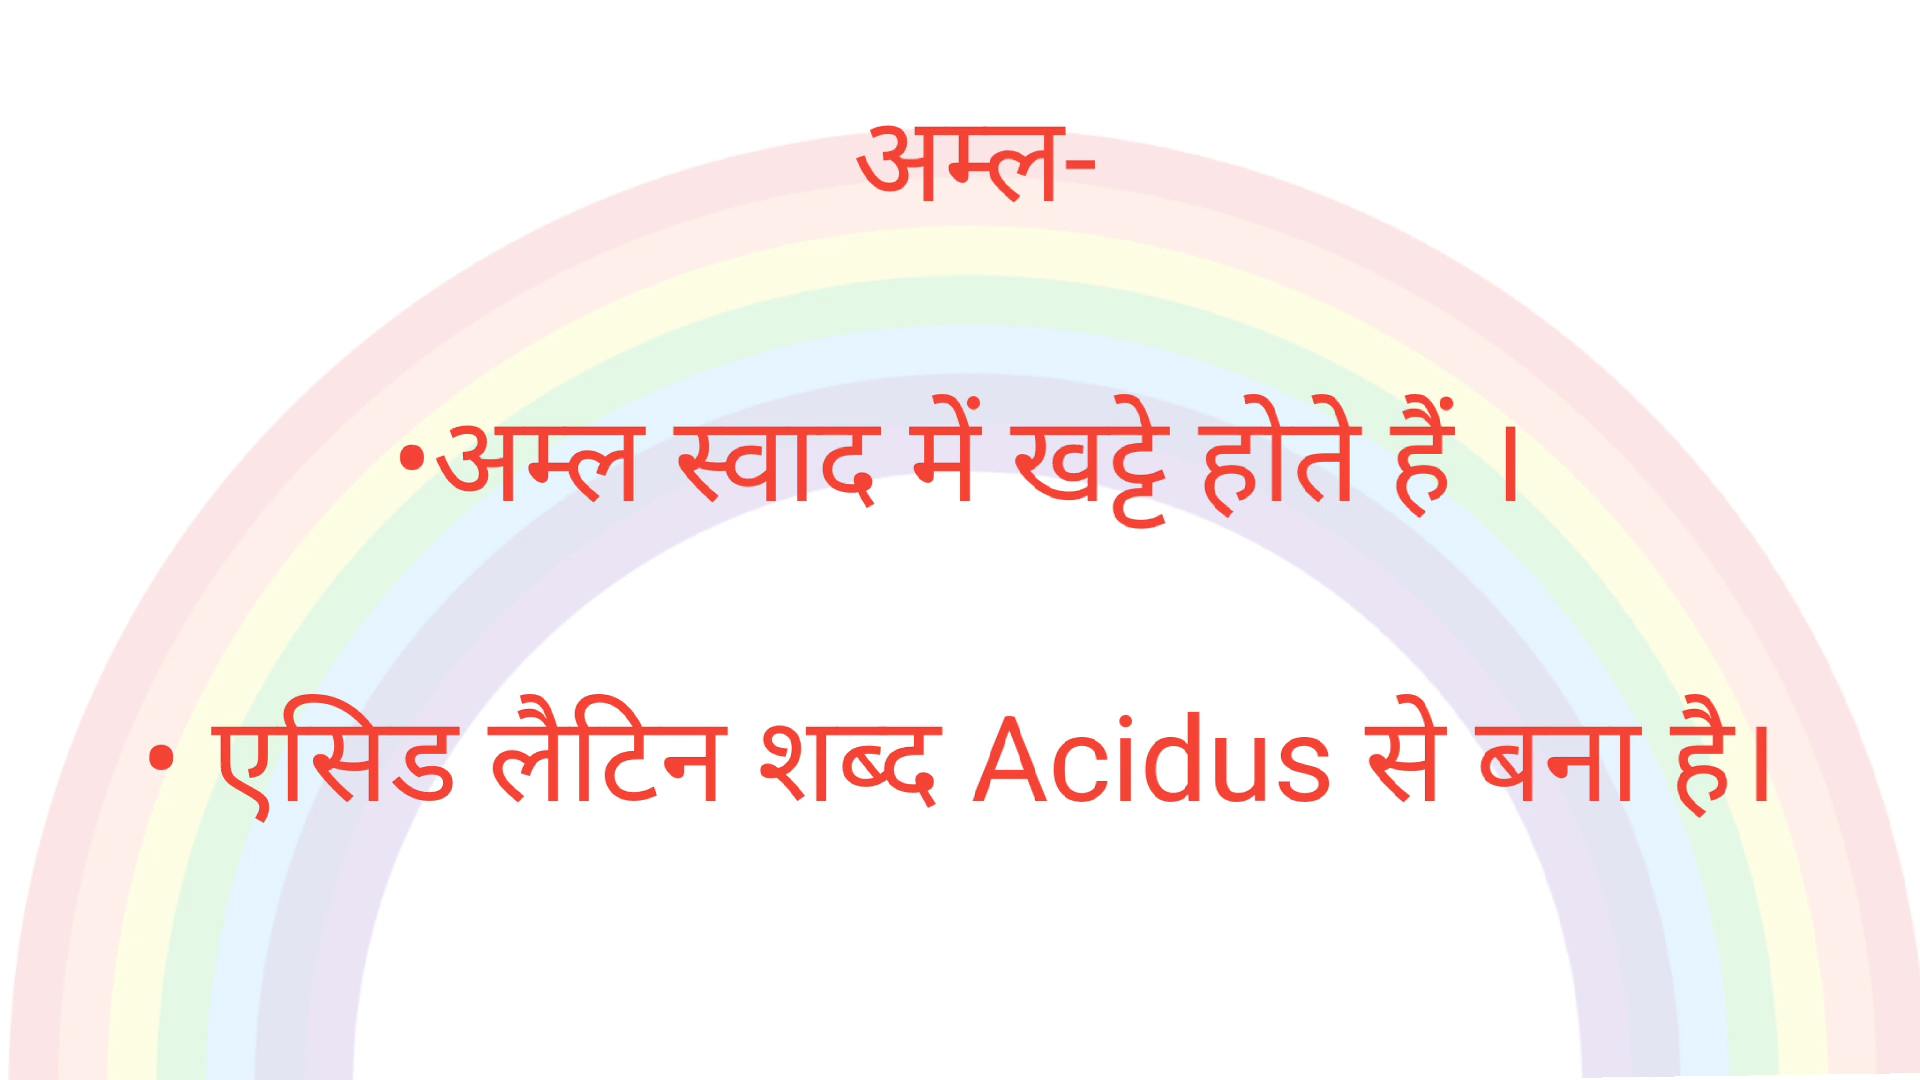 अम्ल-
•अम्ल स्वाद में खट्टे होते हैं ।
• एसिड लैटिन शब्द Acidus से बना है।